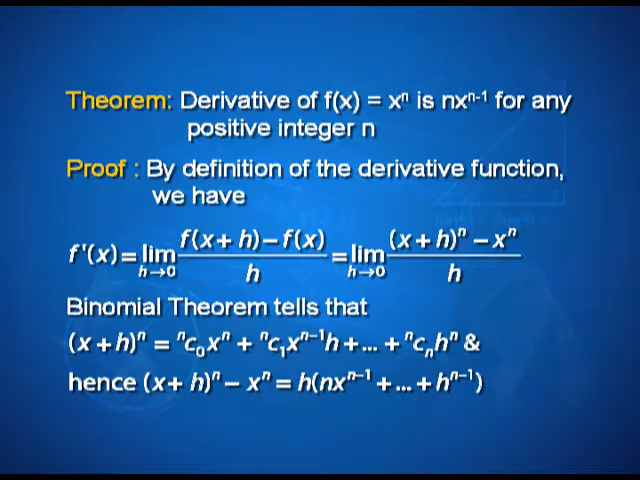 Theorem: Derivative of f(x) = xⁿ is nxⁿ⁻¹ for any
positive integer n
Proof : By definition of the derivative function,
we have
f'(x) = lim_{h→0} (f(x + h) – f(x))/h = lim_{h→0} ((x + h)ⁿ – xⁿ)/h
Binomial Theorem tells that
(x + h)ⁿ = ⁿc₀xⁿ + ⁿc₁xⁿ⁻¹h + ... + ⁿcₙhⁿ &
hence (x + h)ⁿ – xⁿ = h(nxⁿ⁻¹ + ... + hⁿ⁻¹)